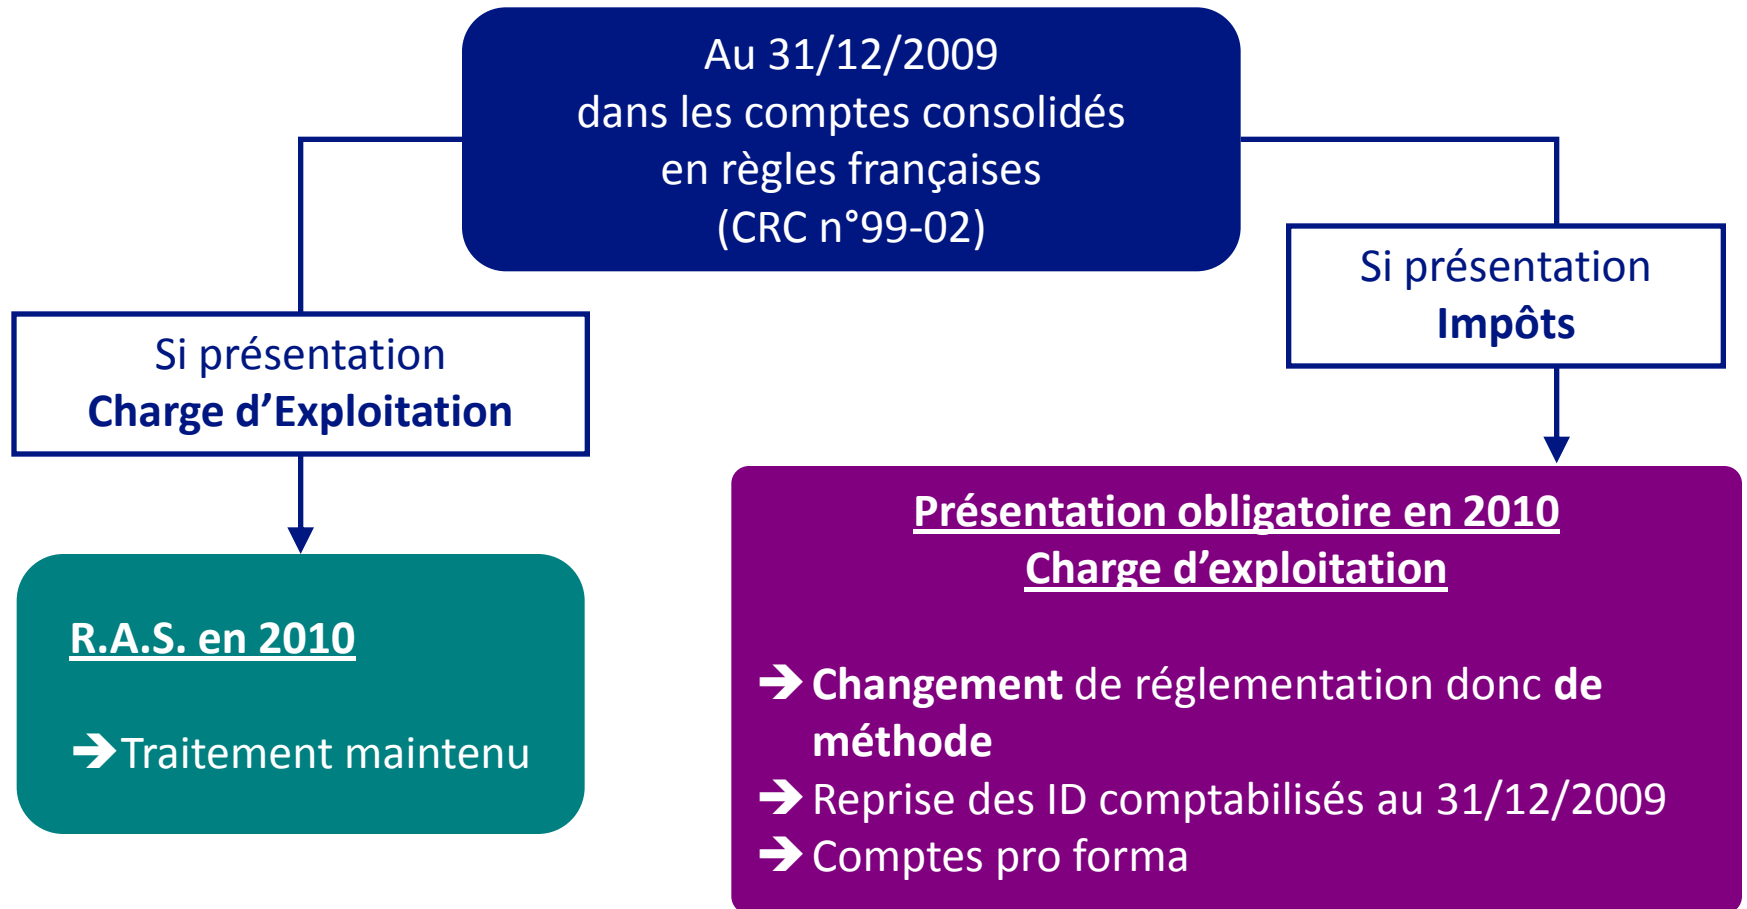 Au 31/12/2009
dans les comptes consolidés
en règles françaises
(CRC n°99-02)
Si présentation
Charge d’Exploitation
Si présentation
Impôts
R.A.S. en 2010
➔Traitement maintenu
Présentation obligatoire en 2010
Charge d’exploitation
➔ Changement de réglementation donc de
méthode
➔ Reprise des ID comptabilisés au 31/12/2009
➔ Comptes pro forma